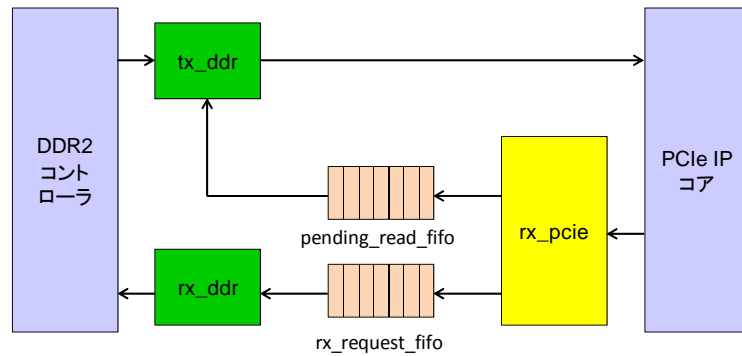 tx_ddr
DDR2
コント
ローラ
PCIe IP
コア
rx_pcie
pending_read_fifo
rx_ddr
rx_request_fifo